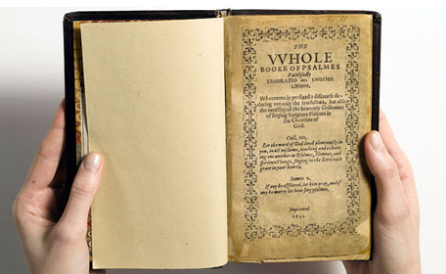 THE
VVHOLE
BOOKE OF PSALMES
Faithfully
TRANSLATED into ENGLISH
Metre.
Whereunto is prefixed a discourse de-
claring not only the lawfullnes, but also
the necessity of the heavenly Ordinance
of singing Scripture Psalmes in
the Churches of
God.
Coll. III.
Let the word of God dwell plenteously in
you, in all wisdome, teaching and exhort-
ing one another in Psalmes, Himnes, and
spirituall Songs, singing to the Lord with
grace in your hearts.
Iames v.
If any be afflicted, let him pray, and if
any be merry let him sing psalmes.
Imprinted
1640